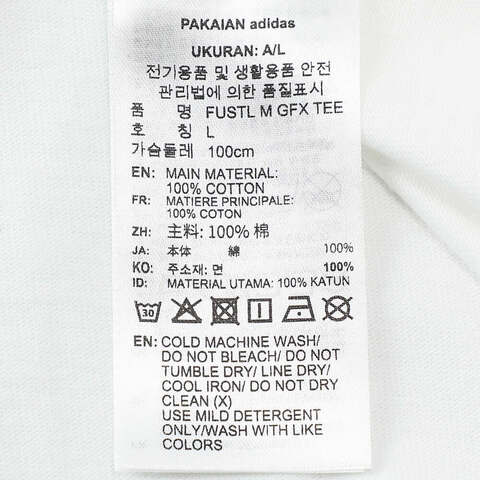 PAKAIAN adidas
UKURAN: A/L
전기용품 및 생활용품 안전
관리법에 의한 품질표시
품 명 FUSTL M GFX TEE
호 칭 L
가슴둘레 100cm
EN: MAIN MATERIAL:
100% COTTON
FR: MATIERE PRINCIPALE:
100% COTON
ZH: 主料: 100% 棉
JA: 本体 綿 100%
KO: 주소재: 면 100%
ID: MATERIAL UTAMA: 100% KATUN
30
EN: COLD MACHINE WASH/
DO NOT BLEACH/ DO NOT
TUMBLE DRY/ LINE DRY/
COOL IRON/ DO NOT DRY
CLEAN (X)
USE MILD DETERGENT
ONLY/WASH WITH LIKE
COLORS